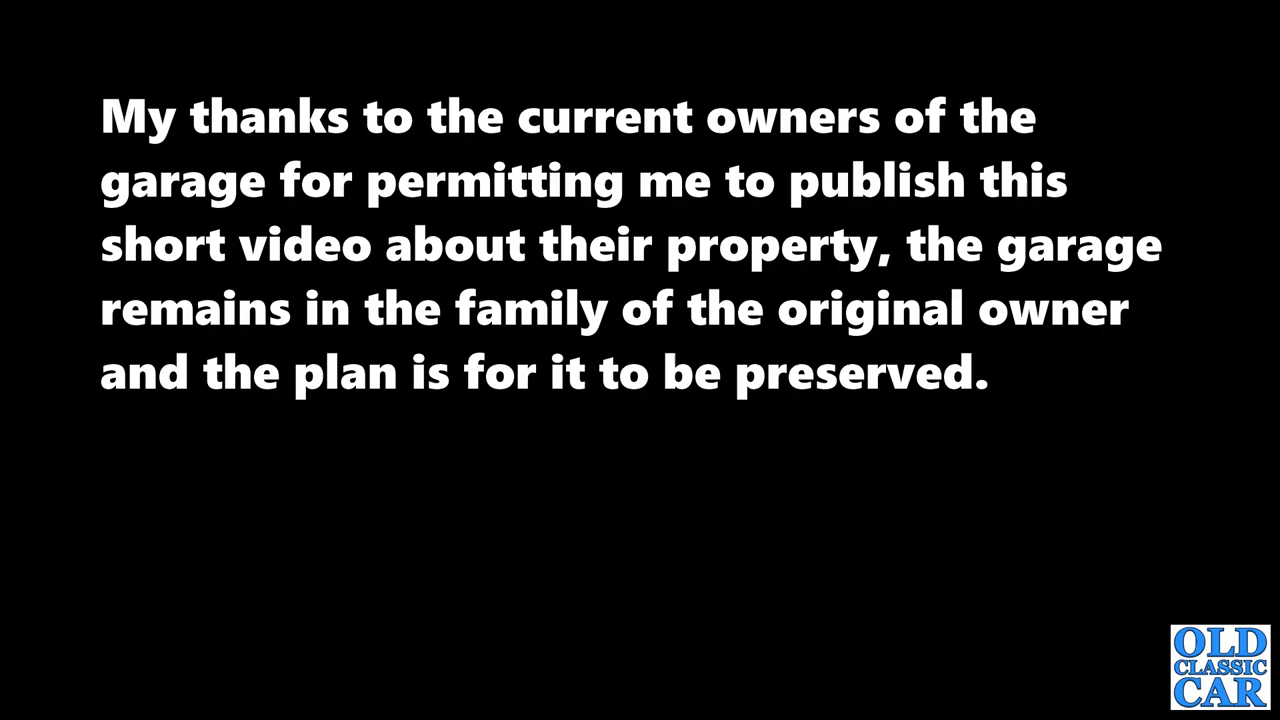 My thanks to the current owners of the
garage for permitting me to publish this
short video about their property, the garage
remains in the family of the original owner
and the plan is for it to be preserved.
OLD
CLASSIC
CAR